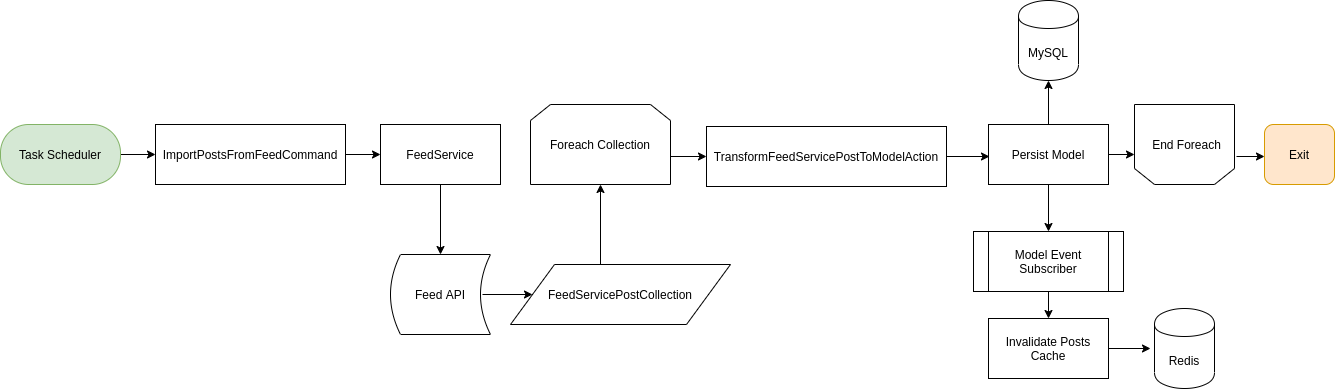 MySQL
Task Scheduler
ImportPostsFromFeedCommand
FeedService
Foreach Collection
TransformFeedServicePostToModelAction
Persist Model
End Foreach
Exit
Feed API
FeedServicePostCollection
Model Event
Subscriber
Invalidate Posts
Cache
Redis